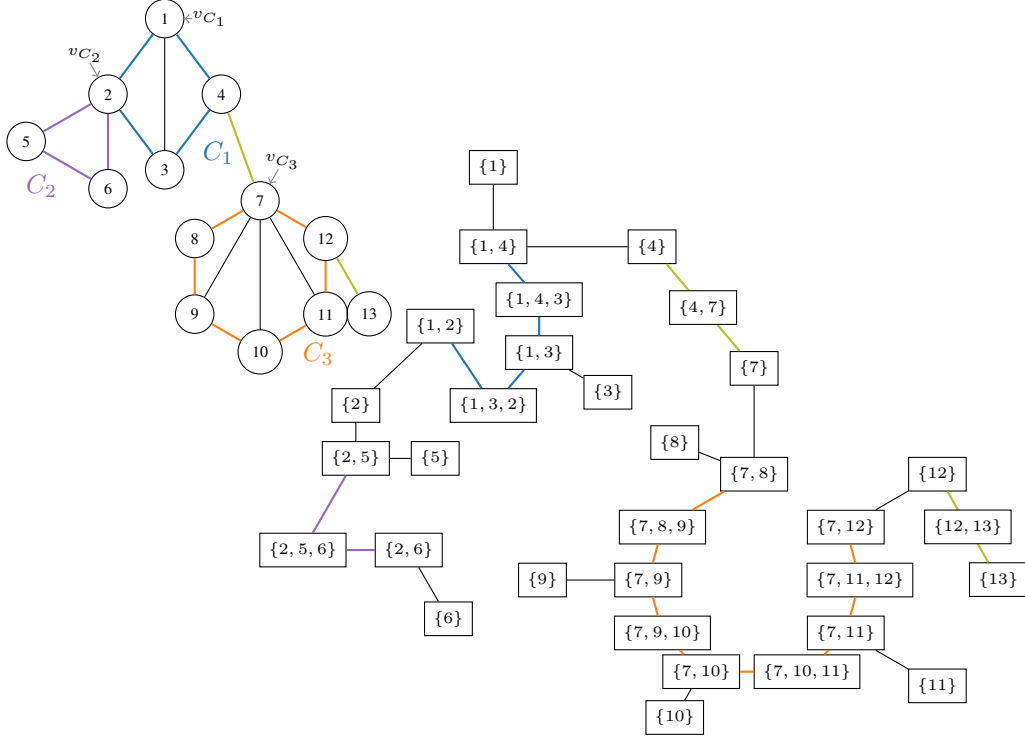 1
v_{C_1}
v_{C_2}
2
4
5
C_1
3
v_{C_3}
C_2
6
{1}
7
8
12
{1, 4}
{4}
{1, 4, 3}
{4, 7}
9
11
13
{1, 2}
10
C_3
{1, 3}
{7}
{3}
{2}
{1, 3, 2}
{8}
{2, 5}
{5}
{7, 8}
{12}
{7, 8, 9}
{7, 12}
{12, 13}
{2, 5, 6}
{2, 6}
{9}
{7, 9}
{7, 11, 12}
{13}
{6}
{7, 9, 10}
{7, 11}
{7, 10}
{7, 10, 11}
{11}
{10}